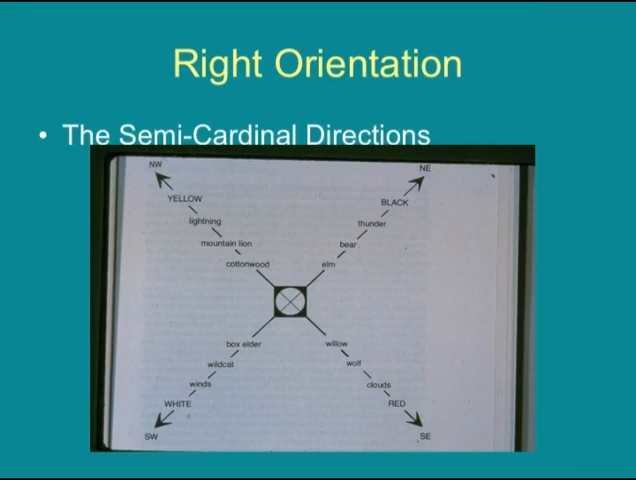 Right Orientation
• The Semi-Cardinal Directions
NW
NE
YELLOW
BLACK
lightning
thunder
mountain lion
bear
cottonwood
elm
box elder
willow
wildcat
wolf
winds
clouds
WHITE
RED
SW
SE